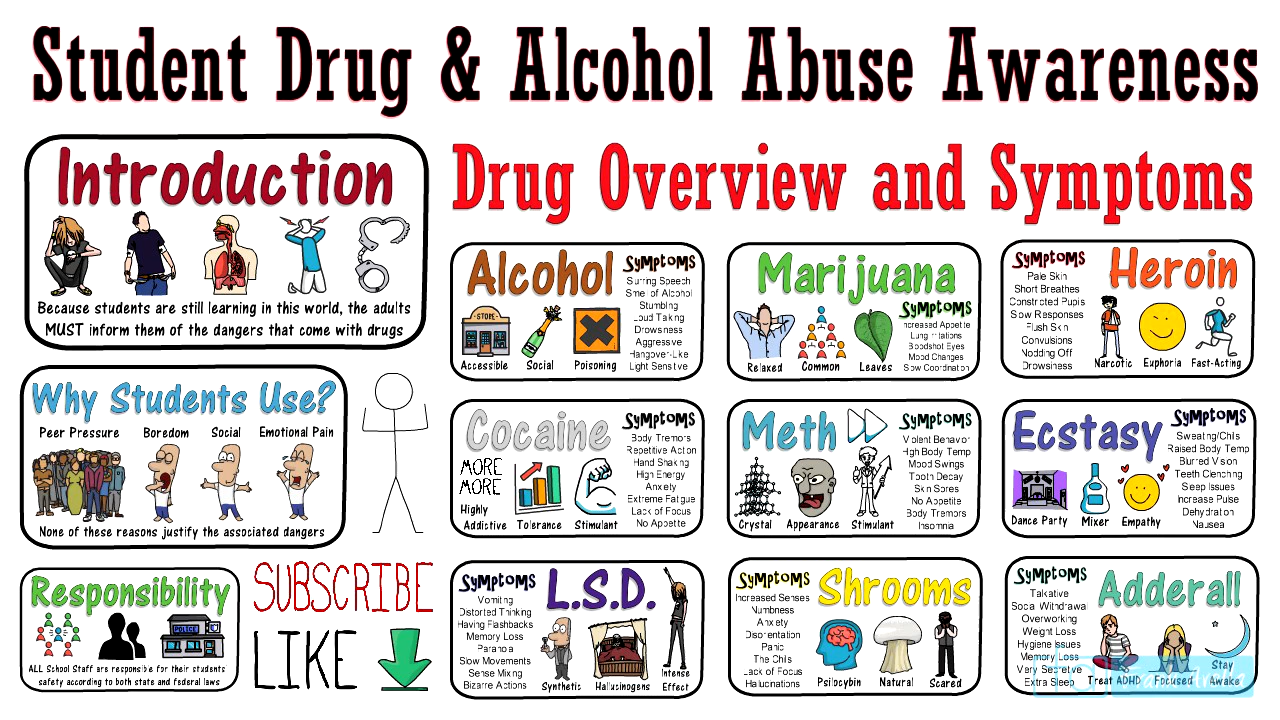 Student Drug & Alcohol Abuse Awareness
Introduction
Because students are still learning in this world, the adults
MUST inform them of the dangers that come with drugs
Why Students Use?
Peer Pressure
Boredom
Social
Emotional Pain
None of these reasons justify the associated dangers
Responsibility
POLICE
ALL School Staff are responsible for their students
safety according to both state and federal laws
SUBSCRIBE
LIKE
Drug Overview and Symptoms
Alcohol
STORE
Accessible
Social
Poisoning
Symptoms
Slurring Speech
Smell of Alcohol
Stumbling
Loud Talking
Drowsness
Aggressive
Hangover-Like
Light Sensitive
Marijuana
Relaxed
Common
Leaves
Symptoms
Increased Appetite
Lung Irritations
Bloodshot Eyes
Mood Changes
Slow Coordination
Symptoms
Pale Skin
Short Breathes
Constricted Pupils
Slow Responses
Flush Skin
Convulsions
Nodding Off
Drowsiness
Heroin
Narcotic
Euphoria
Fast-Acting
Cocaine
MORE
MORE
Highly
Addictive
Tolerance
Stimulant
Symptoms
Body Tremors
Repetitive Action
Hand Shaking
High Energy
Anxiety
Extreme Fatigue
Lack of Focus
No Appetite
Meth
Crystal
Appearance
Stimulant
Symptoms
Violent Behavior
High Body Temp
Mood Swings
Tooth Decay
Skin Sores
No Appetite
Body Tremors
Insomnia
Ecstasy
Dance Party
Mixer
Empathy
Symptoms
Sweating/Chills
Raised Body Temp
Blurred Vision
Teeth Clenching
Sleep Issues
Increase Pulse
Dehydration
Nausea
Symptoms
Vomiting
Distorted Thinking
Having Flashbacks
Memory Loss
Paranoia
Slow Movements
Sense Mixing
Bizarre Actions
L.S.D.
Synthetic
Hallucinogens
Intense
Effect
Symptoms
Increased Senses
Numbness
Anxiety
Disorientation
Panic
The Chills
Lack of Focus
Hallucinations
Shrooms
Psilocybin
Natural
Scared
Symptoms
Talkative
Social Withdrawal
Overworking
Weight Loss
Hygiene Issues
Memory Loss
Very Secretive
Extra Sleep
Adderall
Treat ADHD
Focused
Stay
Awake